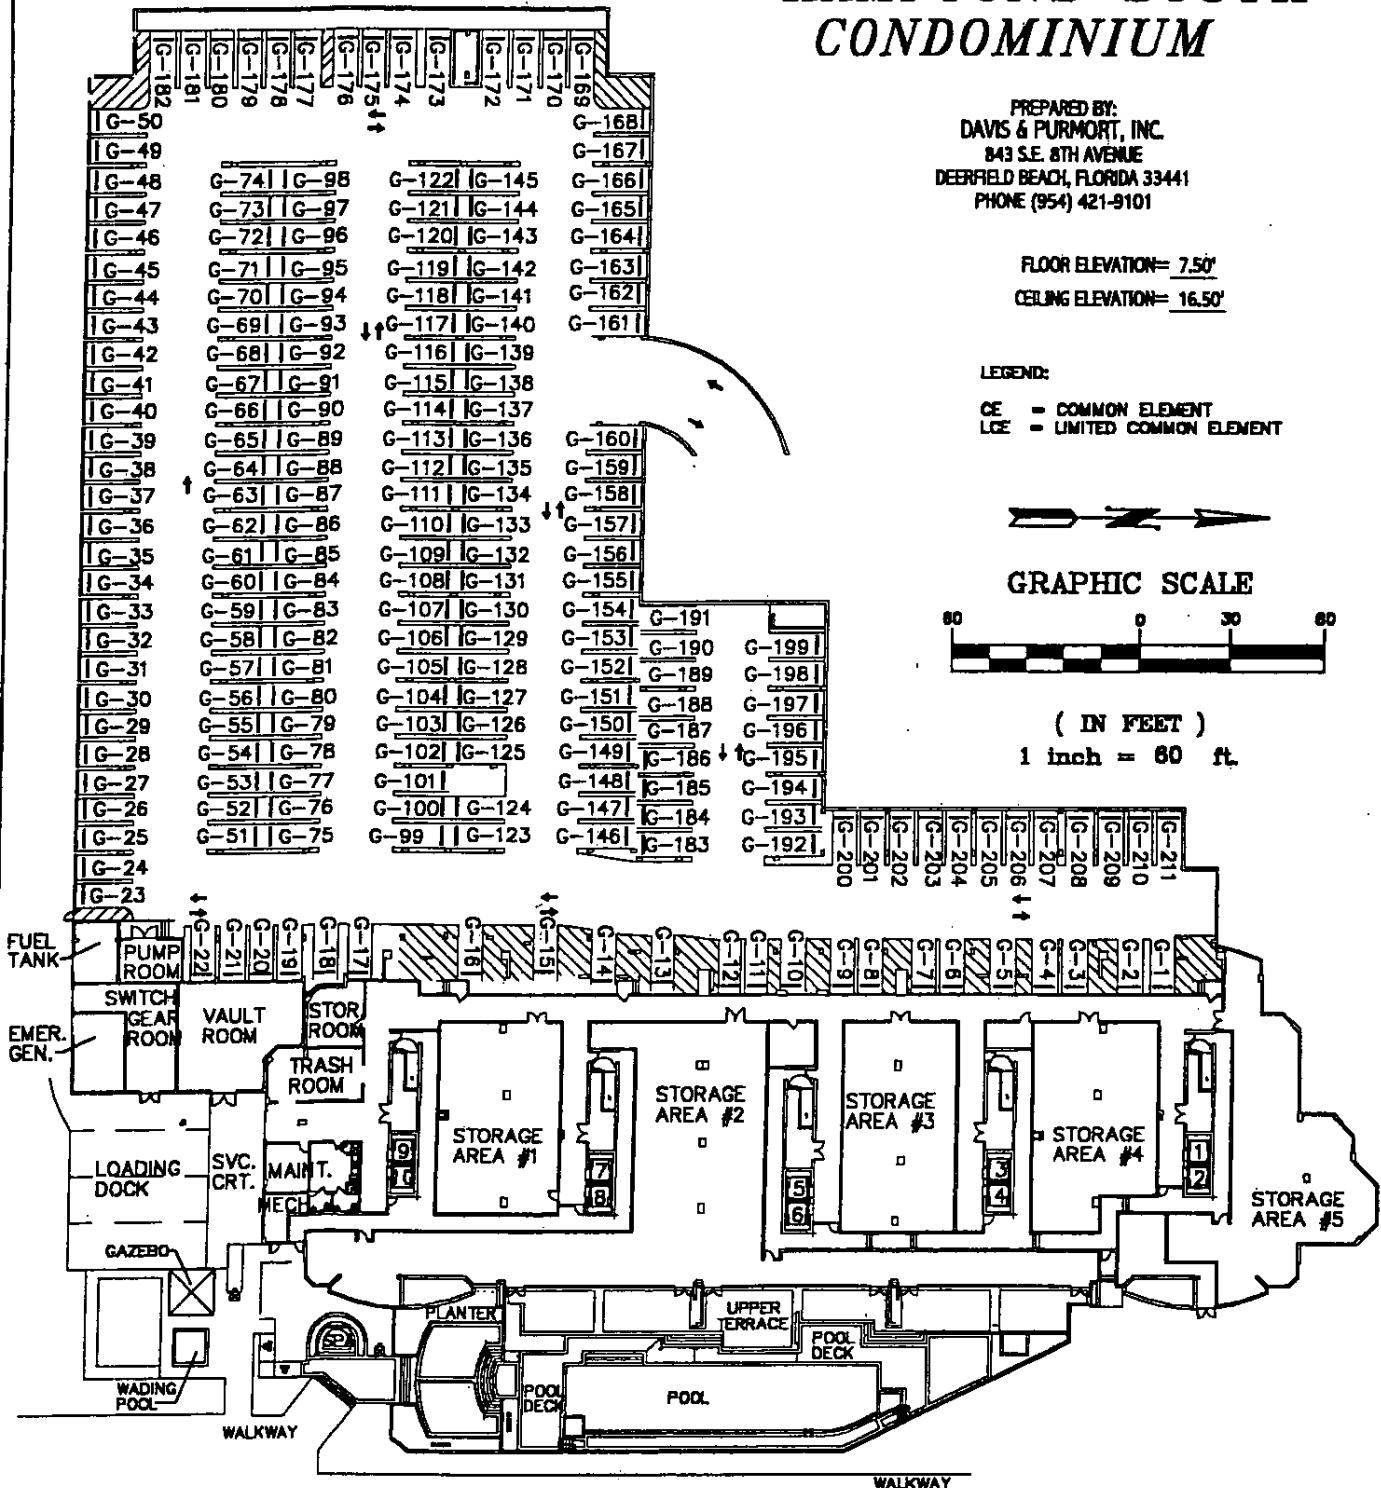 CONDOMINIUM
PREPARED BY:
DAVIS & PURMORT, INC.
843 S.E. 8TH AVENUE
DEERFIELD BEACH, FLORIDA 33441
PHONE (954) 421-9101
FLOOR ELEVATION= 7.50'
CEILING ELEVATION= 16.50'
LEGEND:
CE = COMMON ELEMENT
LCE = LIMITED COMMON ELEMENT
GRAPHIC SCALE
60 0 30 60
( IN FEET )
1 inch = 60 ft.
G-182 G-181 G-180 G-179 G-178 G-177 G-176 G-175 G-174 G-173 G-172 G-171 G-170 G-169
G-50 G-168
G-49 G-167
G-48 G-74 G-98 G-122 G-145 G-166
G-47 G-73 G-97 G-121 G-144 G-165
G-46 G-72 G-96 G-120 G-143 G-164
G-45 G-71 G-95 G-119 G-142 G-163
G-44 G-70 G-94 G-118 G-141 G-162
G-43 G-69 G-93 G-117 G-140 G-161
G-42 G-68 G-92 G-116 G-139
G-41 G-67 G-91 G-115 G-138
G-40 G-66 G-90 G-114 G-137
G-39 G-65 G-89 G-113 G-136 G-160
G-38 G-64 G-88 G-112 G-135 G-159
G-37 G-63 G-87 G-111 G-134 G-158
G-36 G-62 G-86 G-110 G-133 G-157
G-35 G-61 G-85 G-109 G-132 G-156
G-34 G-60 G-84 G-108 G-131 G-155
G-33 G-59 G-83 G-107 G-130 G-154 G-191
G-32 G-58 G-82 G-106 G-129 G-153 G-190 G-199
G-31 G-57 G-81 G-105 G-128 G-152 G-189 G-198
G-30 G-56 G-80 G-104 G-127 G-151 G-188 G-197
G-29 G-55 G-79 G-103 G-126 G-150 G-187 G-196
G-28 G-54 G-78 G-102 G-125 G-149 G-186 G-195
G-27 G-53 G-77 G-101 G-148 G-185 G-194
G-26 G-52 G-76 G-100 G-124 G-147 G-184 G-193
G-25 G-51 G-75 G-99 G-123 G-146 G-183 G-192
G-24
G-23
G-200 G-201 G-202 G-203 G-204 G-205 G-206 G-207 G-208 G-209 G-210 G-211
G-22 G-21 G-20 G-19 G-18 G-17 G-16 G-15 G-14 G-13 G-12 G-11 G-10 G-9 G-8 G-7 G-6 G-5 G-4 G-3 G-2 G-1
FUEL
TANK
PUMP
ROOM
SWITCH
GEAR
ROOM
VAULT
ROOM
STOR.
ROOM
EMER.
GEN.
TRASH
ROOM
STORAGE
AREA #1
STORAGE
AREA #2
STORAGE
AREA #3
STORAGE
AREA #4
STORAGE
AREA #5
9
10
7
8
5
6
3
4
1
2
LOADING
DOCK
SVC.
CRT.
MAINT.
MECH
GAZEBO
PLANTER
SPA
UPPER
TERRACE
POOL
DECK
POOL
DECK
POOL
WADING
POOL
WALKWAY
WALKWAY